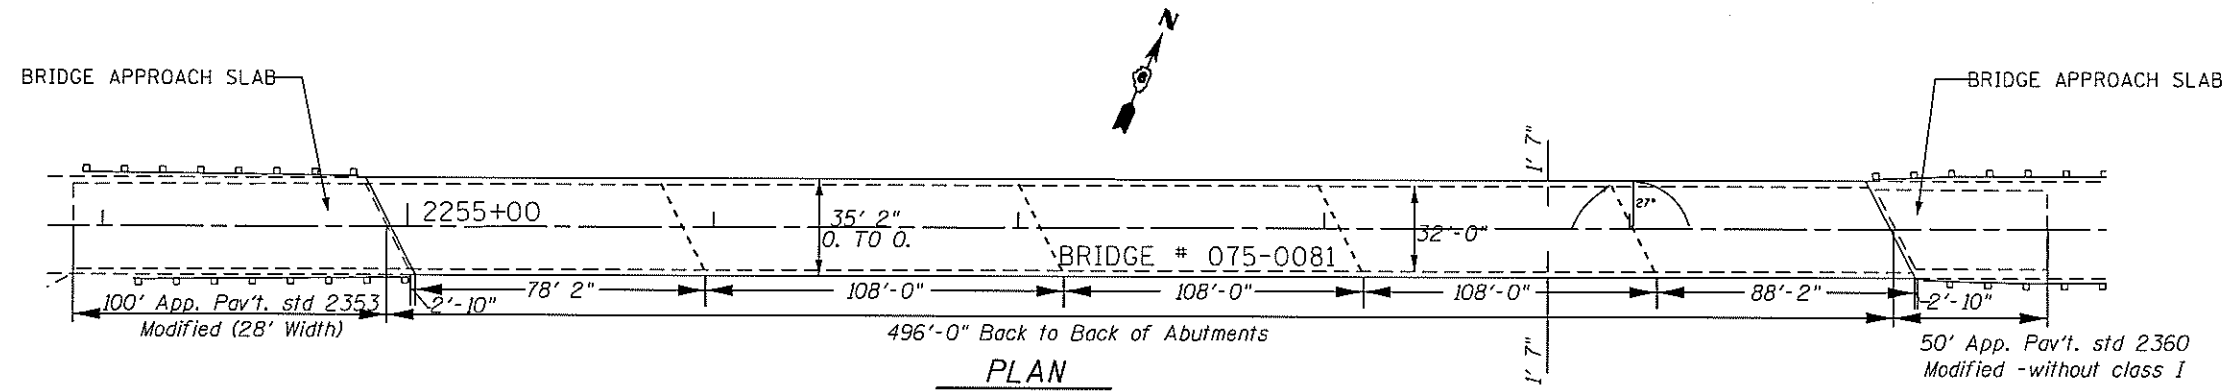 N
BRIDGE APPROACH SLAB
BRIDGE APPROACH SLAB
1' 7"
2255+00
35' 2"
O. TO O.
32'-0"
27°
BRIDGE # 075-0081
78' 2"
108'-0"
108'-0"
108'-0"
88'-2"
2'-10"
2'-10"
100' App. Pav't. std 2353
Modified (28' Width)
496'-0" Back to Back of Abutments
50' App. Pav't. std 2360
Modified -without class I
1' 7"
PLAN